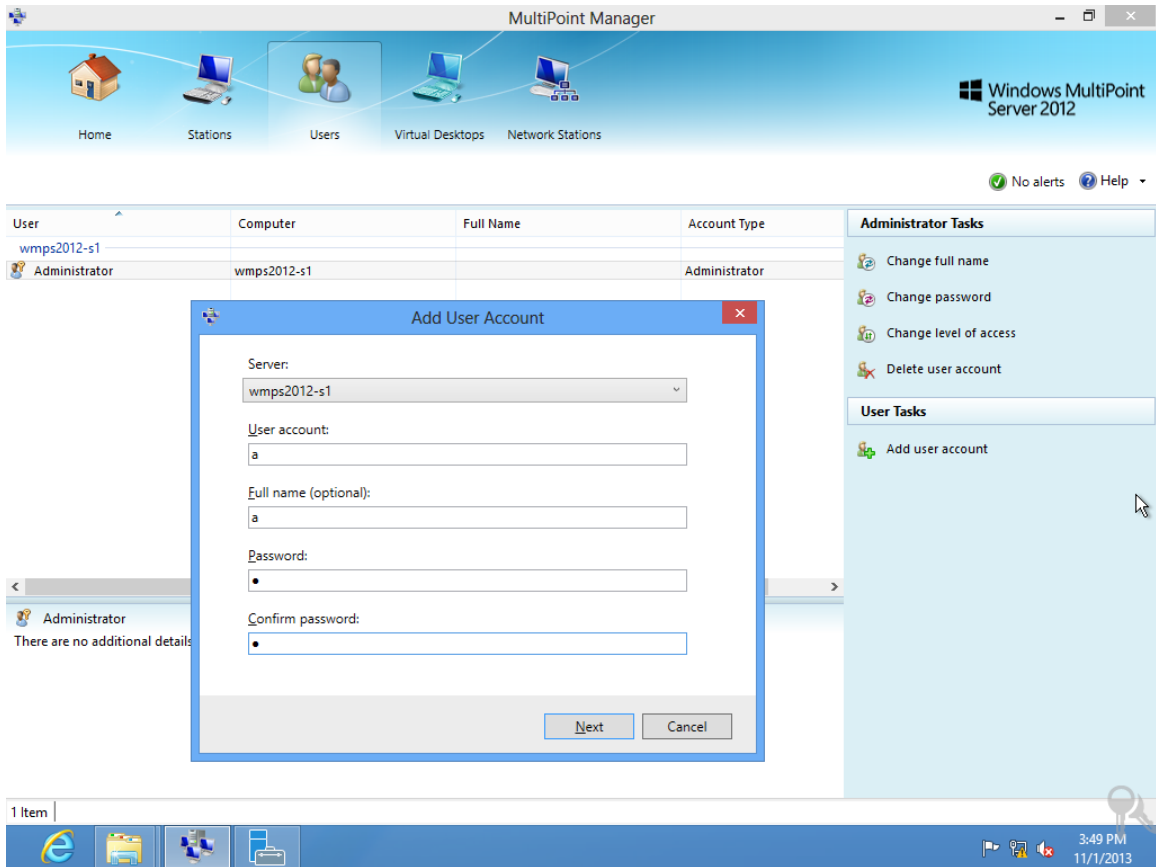 MultiPoint Manager
Home Stations Users Virtual Desktops Network Stations
Windows MultiPoint
Server 2012
No alerts Help
User Computer Full Name Account Type
wmps2012-s1
Administrator wmps2012-s1 Administrator
Administrator Tasks
Change full name
Change password
Change level of access
Delete user account
User Tasks
Add user account
Add User Account
Server:
wmps2012-s1
User account:
a
Full name (optional):
a
Password:
●
Confirm password:
●
Next Cancel
Administrator
There are no additional details
1 Item
3:49 PM
11/1/2013